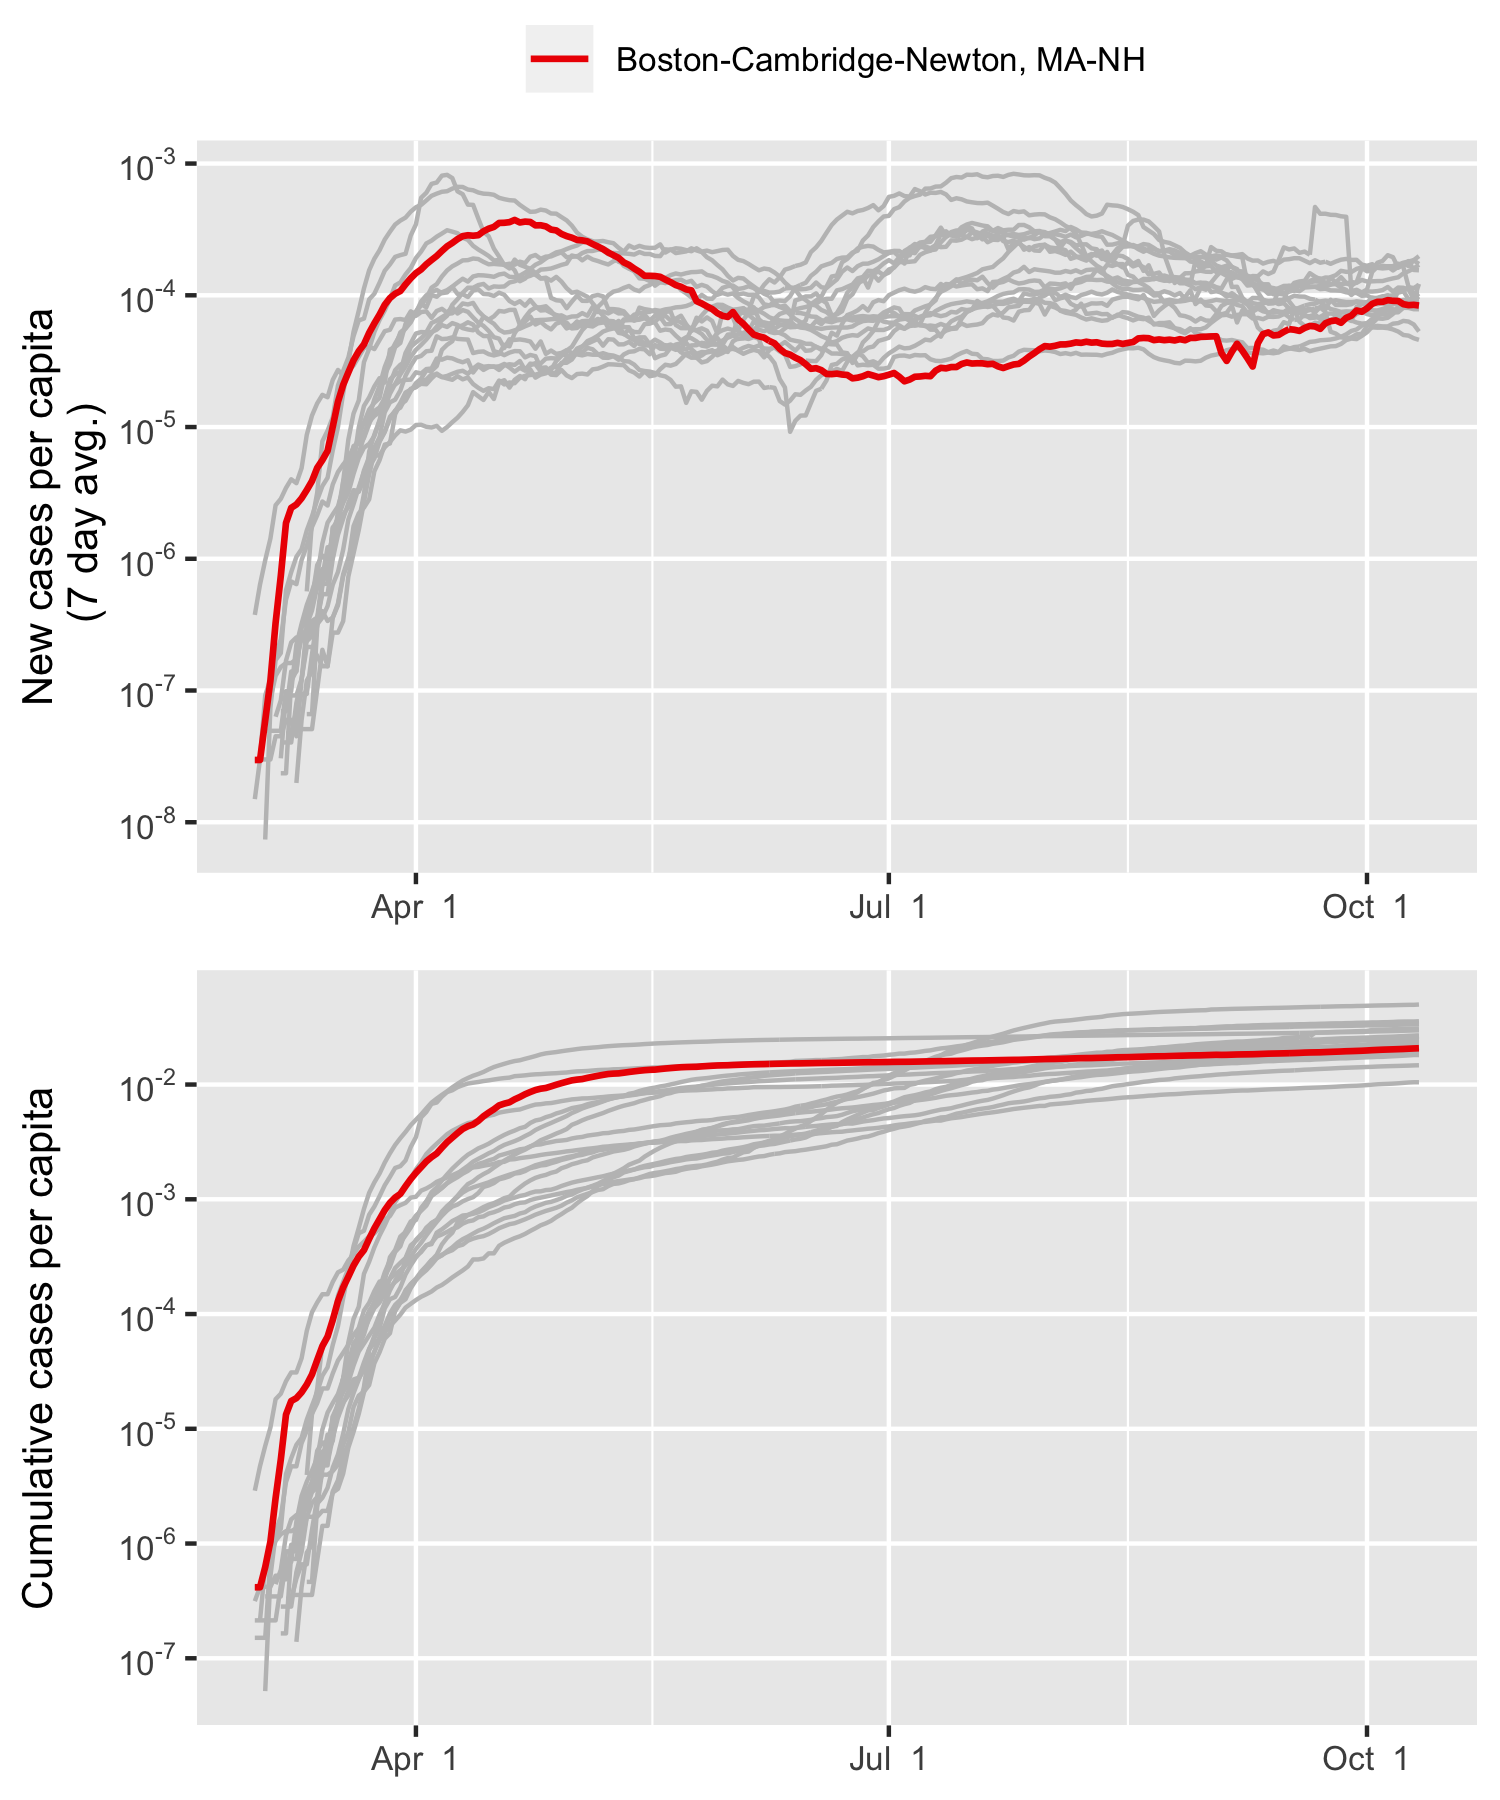 Boston-Cambridge-Newton, MA-NH
New cases per capita
(7 day avg.)
10-3
10-4
10-5
10-6
10-7
10-8
Apr 1
Jul 1
Oct 1
Cumulative cases per capita
10-2
10-3
10-4
10-5
10-6
10-7
Apr 1
Jul 1
Oct 1